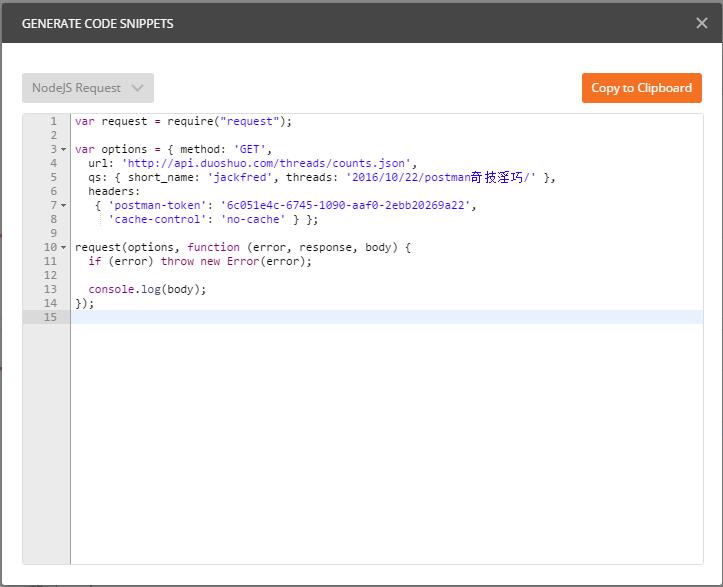 GENERATE CODE SNIPPETS
NodeJS Request
Copy to Clipboard
1 var request = require("request");
2
3 var options = { method: 'GET',
4   url: 'http://api.duoshuo.com/threads/counts.json',
5   qs: { short_name: 'jackfred', threads: '2016/10/22/postman奇技淫巧/' },
6   headers:
7    { 'postman-token': '6c051e4c-6745-1090-aaf0-2ebb20269a22',
8      'cache-control': 'no-cache' } };
9
10 request(options, function (error, response, body) {
11   if (error) throw new Error(error);
12
13   console.log(body);
14 });
15